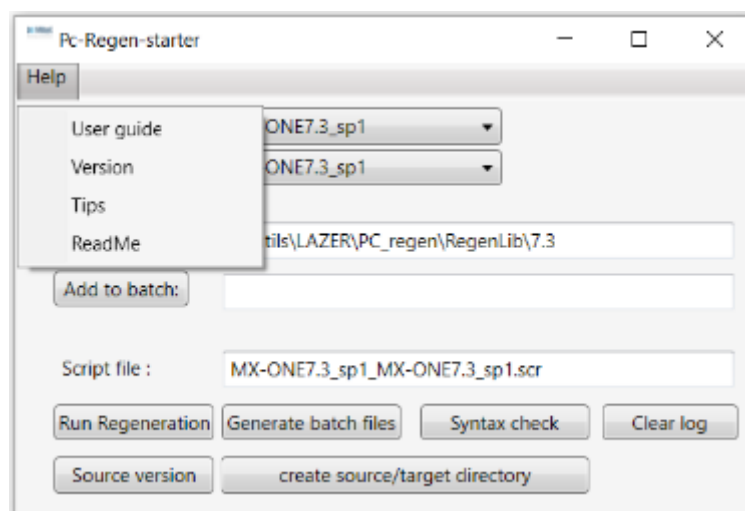 Pc-Regen-starter
Help
User guide
ONE7.3_sp1
Version
ONE7.3_sp1
Tips
ReadMe
tils\LAZER\PC_regen\RegenLib\7.3
Add to batch:
Script file :
MX-ONE7.3_sp1_MX-ONE7.3_sp1.scr
Run Regeneration Generate batch files Syntax check Clear log
Source version create source/target directory